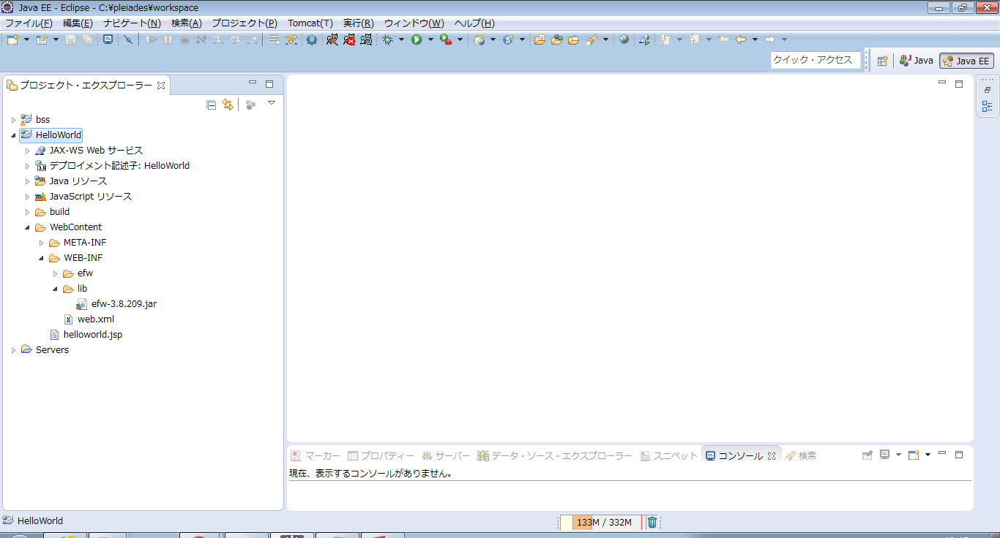 Java EE - Eclipse - C:¥pleiades¥workspace
ファイル(F) 編集(E) ナビゲート(N) 検索(A) プロジェクト(P) Tomcat(T) 実行(R) ウィンドウ(W) ヘルプ(H)
クイック・アクセス Java Java EE
プロジェクト・エクスプローラー
bss
HelloWorld
JAX-WS Web サービス
デプロイメント記述子: HelloWorld
Java リソース
JavaScript リソース
build
WebContent
META-INF
WEB-INF
efw
lib
efw-3.8.209.jar
web.xml
helloworld.jsp
Servers
マーカー プロパティー サーバー データ・ソース・エクスプローラー スニペット コンソール 検索
現在、表示するコンソールがありません。
HelloWorld 133M / 332M